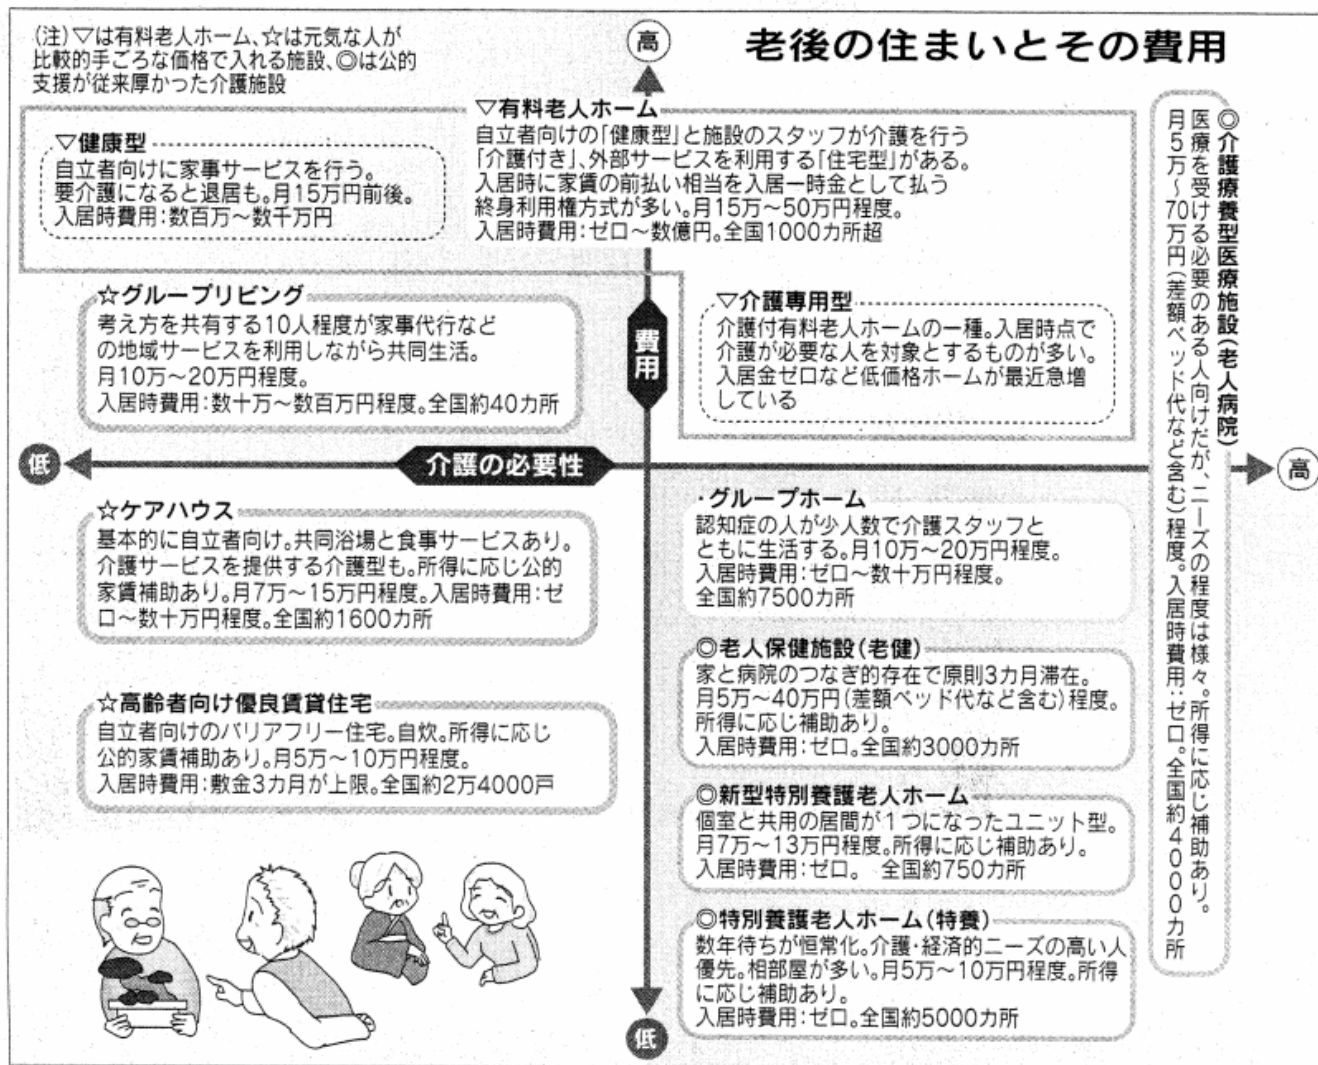 老後の住まいとその費用
(注)▽は有料老人ホーム、☆は元気な人が
比較的手ごろな価格で入れる施設、◎は公的
支援が従来厚かった介護施設
高
▽有料老人ホーム
自立者向けの「健康型」と施設のスタッフが介護を行う
「介護付き」、外部サービスを利用する「住宅型」がある。
入居時に家賃の前払い相当を入居一時金として払う
終身利用権方式が多い。月15万〜50万円程度。
入居時費用:ゼロ〜数億円。全国1000カ所超
▽健康型
自立者向けに家事サービスを行う。
要介護になると退居も。月15万円前後。
入居時費用:数百万〜数千万円
☆グループリビング
考え方を共有する10人程度が家事代行など
の地域サービスを利用しながら共同生活。
月10万〜20万円程度。
入居時費用:数十万〜数百万円程度。全国約40カ所
費用
▽介護専用型
介護付有料老人ホームの一種。入居時点で
介護が必要な人を対象とするものが多い。
入居金ゼロなど低価格ホームが最近急増
している
◎介護療養型医療施設(老人病院)
医療を受ける必要のある人向けだが、ニーズの程度は様々。所得に応じ補助あり。
月5万〜70万円(差額ベッド代など含む)程度。入居時費用:ゼロ。全国約4000カ所
低
介護の必要性
高
☆ケアハウス
基本的に自立者向け。共同浴場と食事サービスあり。
介護サービスを提供する介護型も。所得に応じ公的
家賃補助あり。月7万〜15万円程度。入居時費用:ゼ
ロ〜数十万円程度。全国約1600カ所
☆高齢者向け優良賃貸住宅
自立者向けのバリアフリー住宅。自炊。所得に応じ
公的家賃補助あり。月5万〜10万円程度。
入居時費用:敷金3カ月が上限。全国約2万4000戸
・グループホーム
認知症の人が少人数で介護スタッフと
ともに生活する。月10万〜20万円程度。
入居時費用:ゼロ〜数十万円程度。
全国約7500カ所
◎老人保健施設(老健)
家と病院のつなぎ的存在で原則3カ月滞在。
月5万〜40万円(差額ベッド代など含む)程度。
所得に応じ補助あり。
入居時費用:ゼロ。全国約3000カ所
◎新型特別養護老人ホーム
個室と共用の居間が1つになったユニット型。
月7万〜13万円程度。所得に応じ補助あり。
入居時費用:ゼロ。 全国約750カ所
◎特別養護老人ホーム(特養)
数年待ちが恒常化。介護・経済的ニーズの高い人
優先。相部屋が多い。月5万〜10万円程度。所得
に応じ補助あり。
入居時費用:ゼロ。全国約5000カ所
低